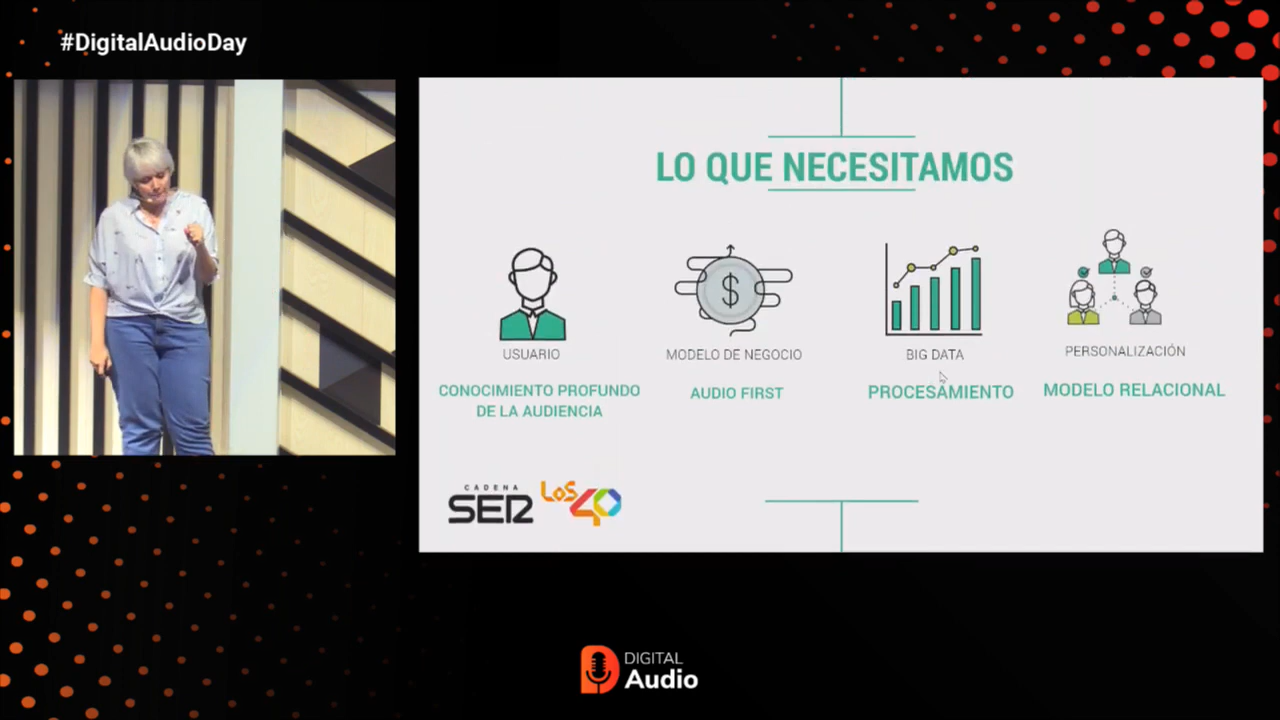 #DigitalAudioDay
LO QUE NECESITAMOS
$
USUARIO
MODELO DE NEGOCIO
BIG DATA
PERSONALIZACIÓN
CONOCIMIENTO PROFUNDO
DE LA AUDIENCIA
AUDIO FIRST
PROCESAMIENTO
MODELO RELACIONAL
CADENA
SER
LOS
40
DIGITAL
Audio